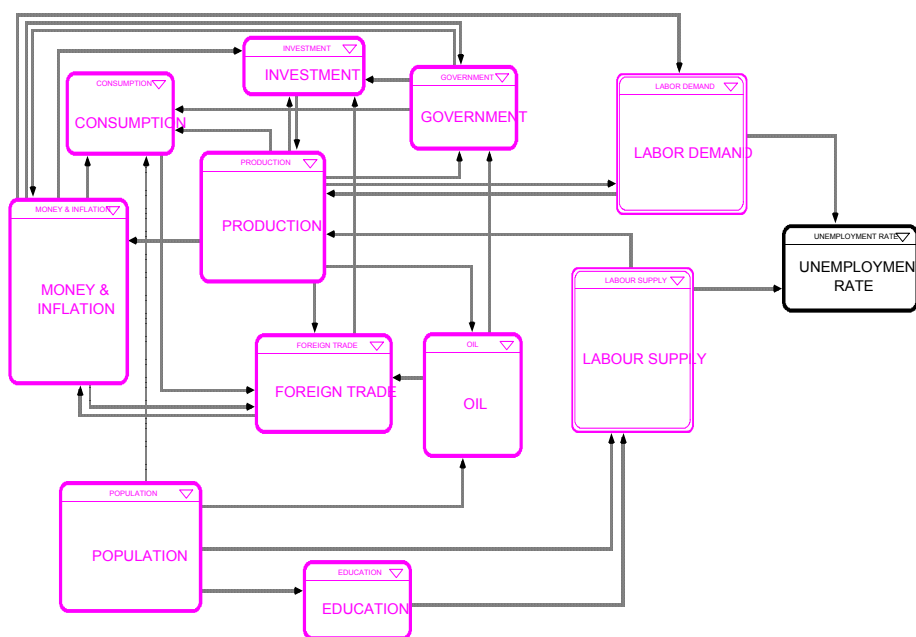 INVESTMENT
INVESTMENT
CONSUMPTION
CONSUMPTION
GOVERNMENT
GOVERNMENT
LABOR DEMAND
LABOR DEMAND
PRODUCTION
PRODUCTION
MONEY & INFLATION
MONEY &
INFLATION
UNEMPLOYMENT RATE
UNEMPLOYMEN
RATE
LABOUR SUPPLY
LABOUR SUPPLY
FOREIGN TRADE
FOREIGN TRADE
OIL
OIL
POPULATION
POPULATION
EDUCATION
EDUCATION